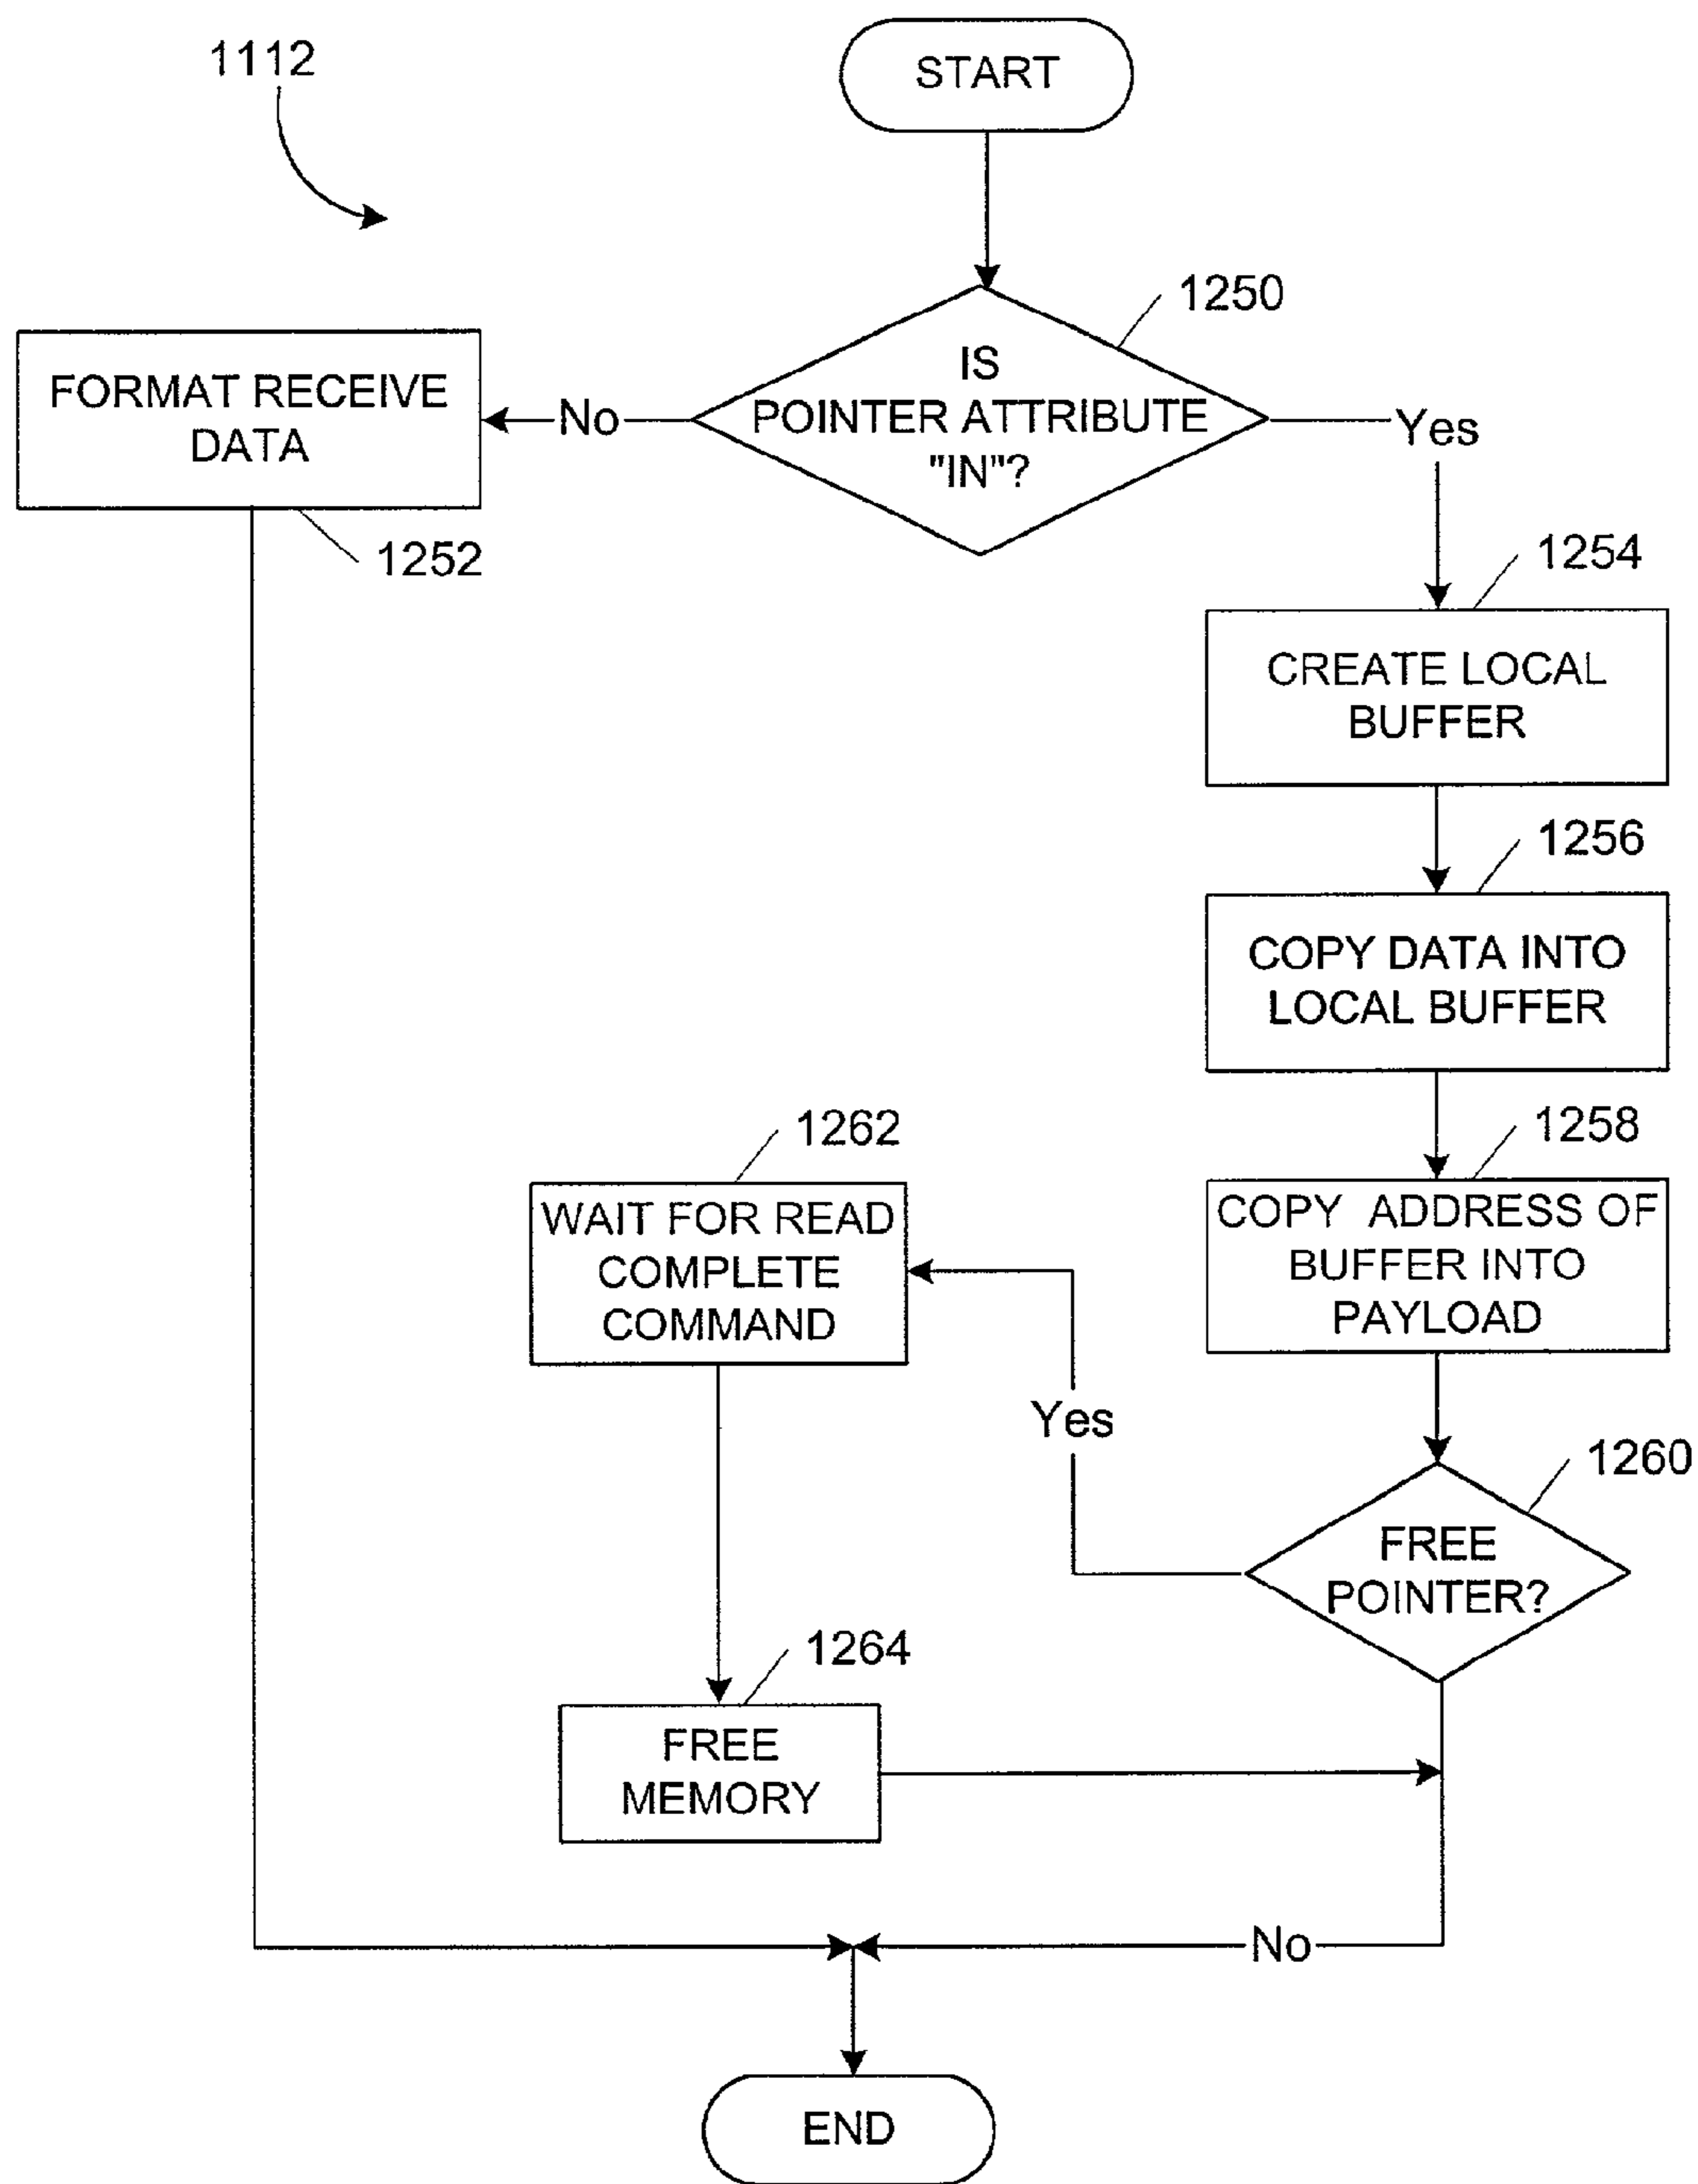 1112
START
1250
IS
POINTER ATTRIBUTE
"IN"?
No
Yes
FORMAT RECEIVE
DATA
1252
1254
CREATE LOCAL
BUFFER
1256
COPY DATA INTO
LOCAL BUFFER
1258
COPY ADDRESS OF
BUFFER INTO
PAYLOAD
1262
WAIT FOR READ
COMPLETE
COMMAND
Yes
1260
FREE
POINTER?
1264
FREE
MEMORY
No
END